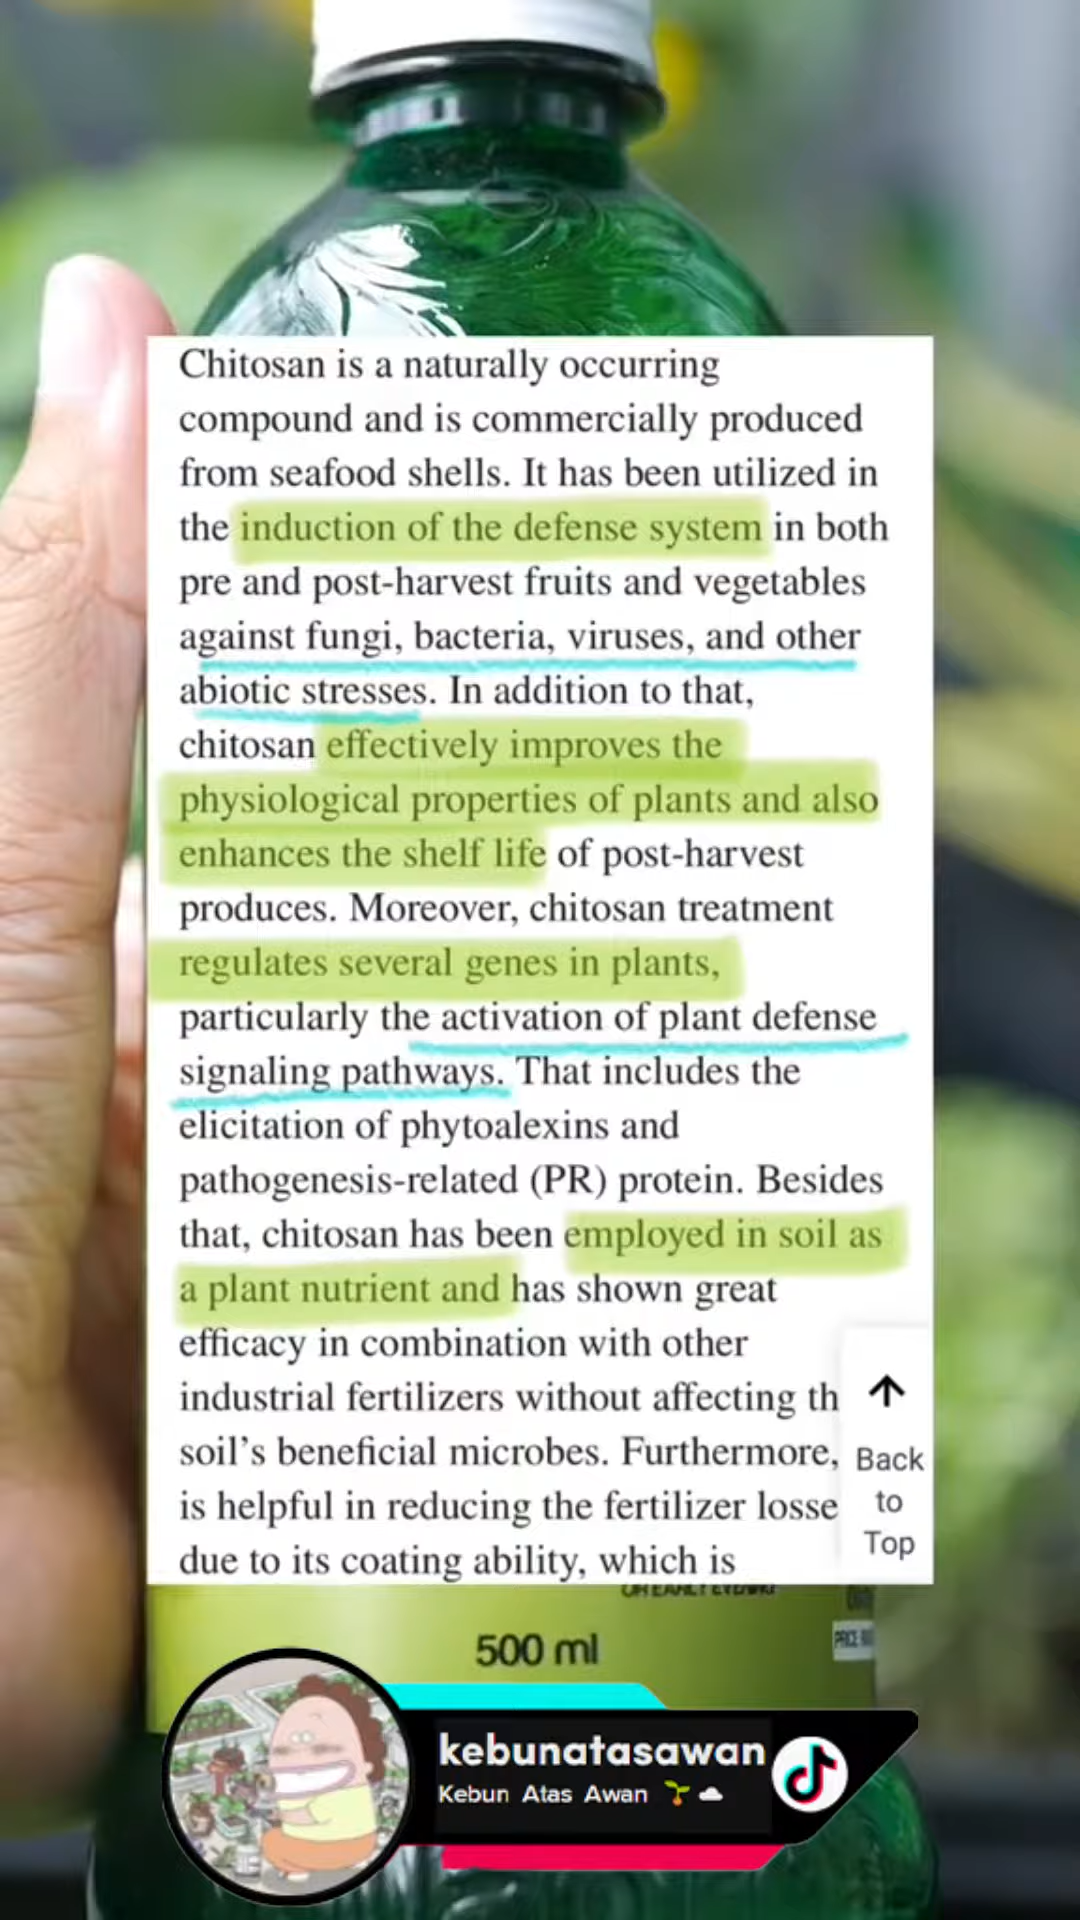 Chitosan is a naturally occurring
compound and is commercially produced
from seafood shells. It has been utilized in
the induction of the defense system in both
pre and post-harvest fruits and vegetables
against fungi, bacteria, viruses, and other
abiotic stresses. In addition to that,
chitosan effectively improves the
physiological properties of plants and also
enhances the shelf life of post-harvest
produces. Moreover, chitosan treatment
regulates several genes in plants,
particularly the activation of plant defense
signaling pathways. That includes the
elicitation of phytoalexins and
pathogenesis-related (PR) protein. Besides
that, chitosan has been employed in soil as
a plant nutrient and has shown great
efficacy in combination with other
industrial fertilizers without affecting th
soil's beneficial microbes. Furthermore,
is helpful in reducing the fertilizer losse
due to its coating ability, which is
Back
to
Top
OR EARLY EVENING
500 ml
PRICE
kebunatasawan
Kebun Atas Awan